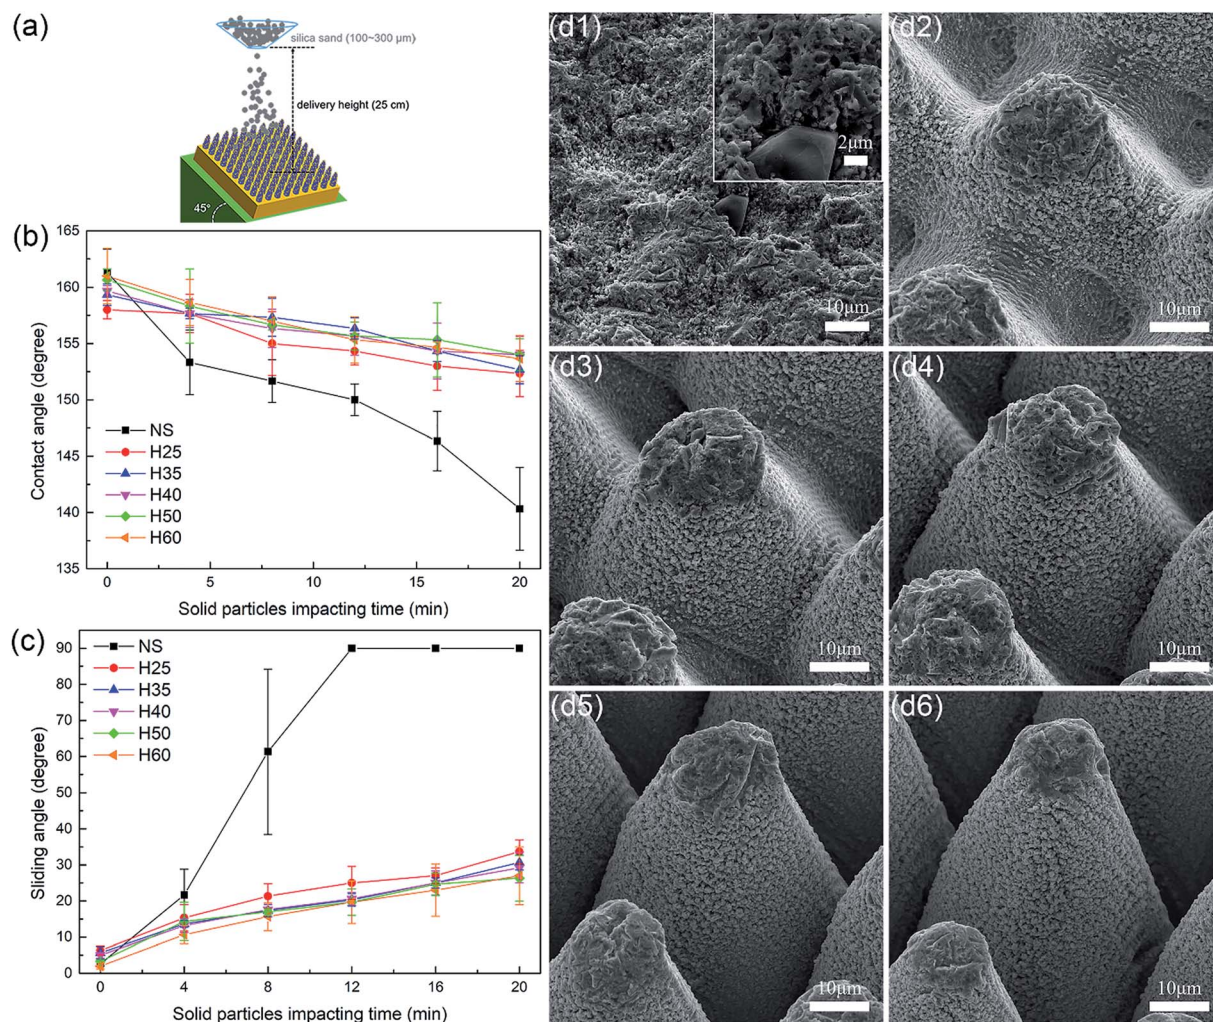 (a)
silica sand (100~300 μm)
delivery height (25 cm)
45°
(b)
165
160
155
150
145
140
135
Contact angle (degree)
NS
H25
H35
H40
H50
H60
0
5
10
15
20
Solid particles impacting time (min)
(c)
90
80
70
60
50
40
30
20
10
0
Sliding angle (degree)
NS
H25
H35
H40
H50
H60
0
4
8
12
16
20
Solid particles impacting time (min)
(d1)
2μm
10μm
(d2)
10μm
(d3)
10μm
(d4)
10μm
(d5)
10μm
(d6)
10μm